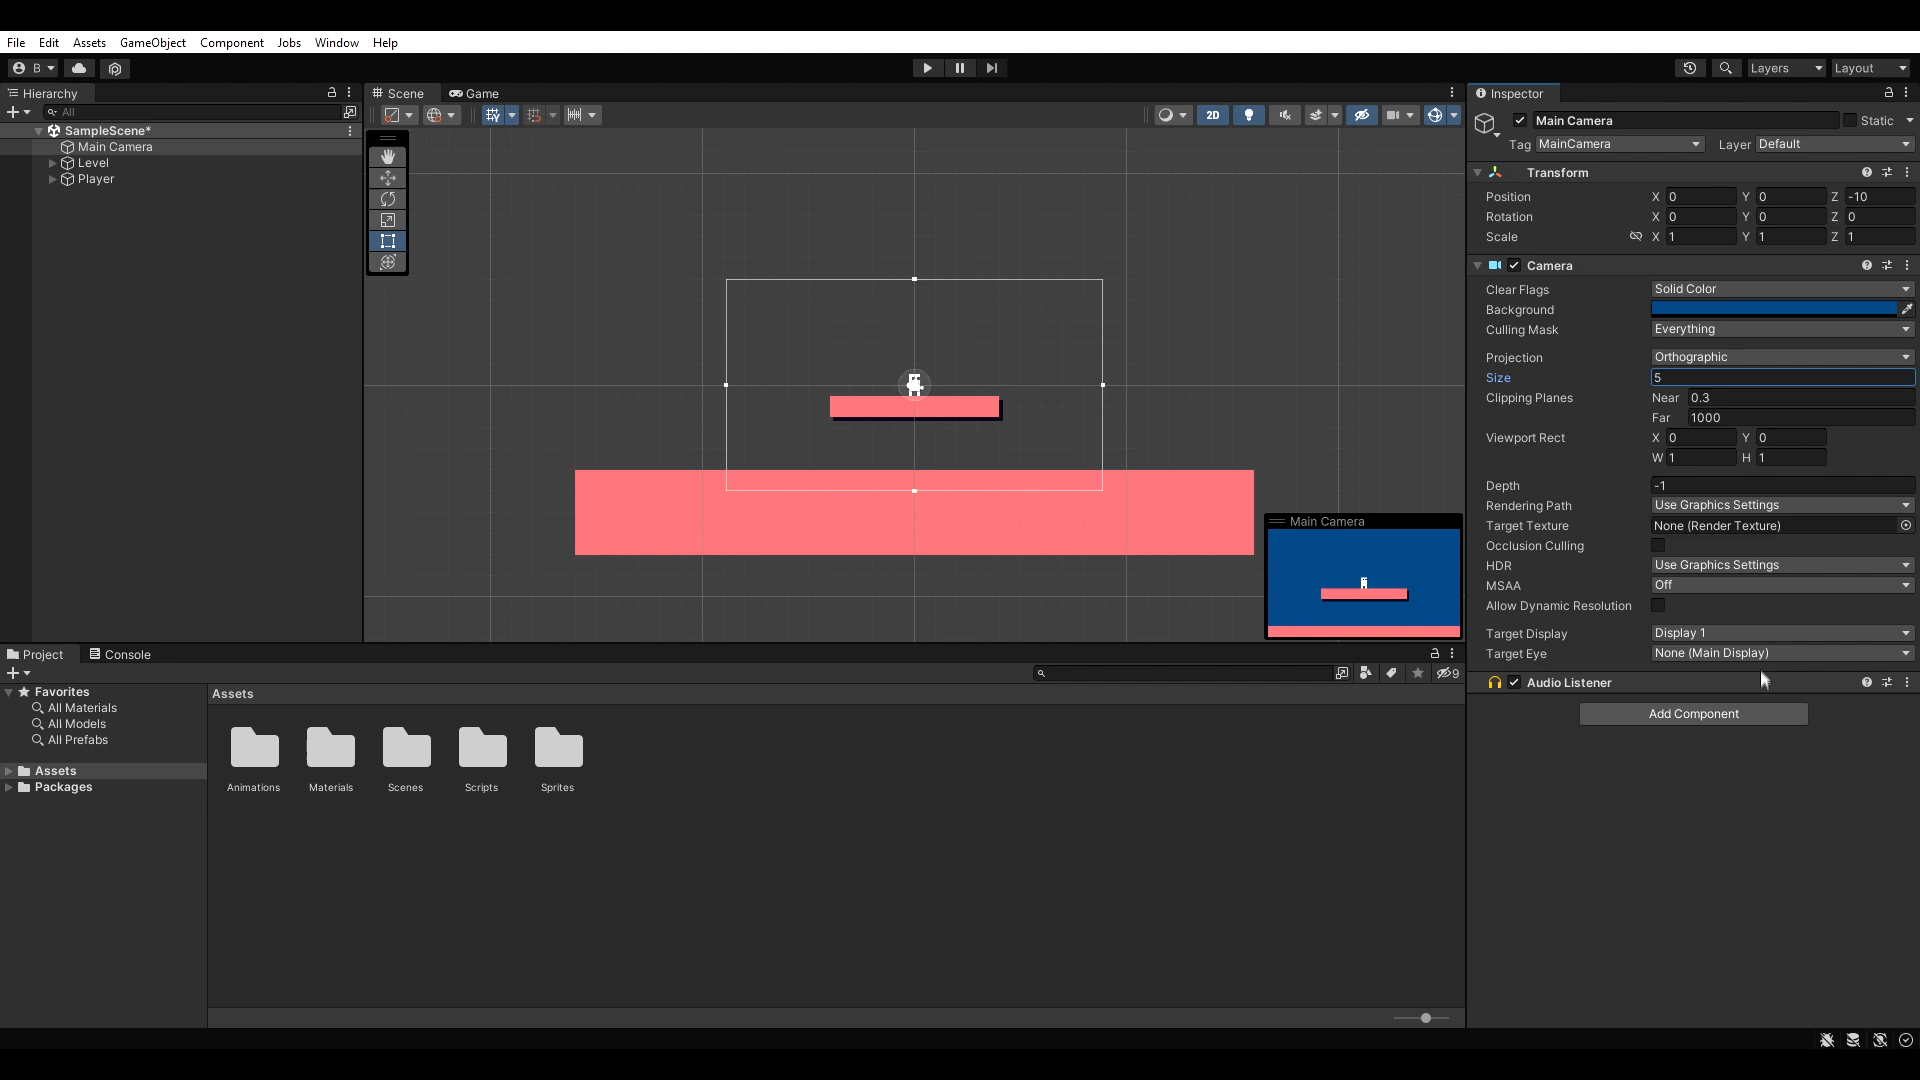 File Edit Assets GameObject Component Jobs Window Help
B Layers Layout
Hierarchy
All
SampleScene*
Main Camera
Level
Player
Scene Game
2D
Main Camera
Inspector
Main Camera Static
Tag MainCamera Layer Default
Transform
Position X 0 Y 0 Z -10
Rotation X 0 Y 0 Z 0
Scale X 1 Y 1 Z 1
Camera
Clear Flags Solid Color
Background
Culling Mask Everything
Projection Orthographic
Size 5
Clipping Planes Near 0.3
Far 1000
Viewport Rect X 0 Y 0
W 1 H 1
Depth -1
Rendering Path Use Graphics Settings
Target Texture None (Render Texture)
Occlusion Culling
HDR Use Graphics Settings
MSAA Off
Allow Dynamic Resolution
Target Display Display 1
Target Eye None (Main Display)
Audio Listener
Add Component
Project Console
9
Favorites
All Materials
All Models
All Prefabs
Assets
Packages
Assets
Animations Materials Scenes Scripts Sprites